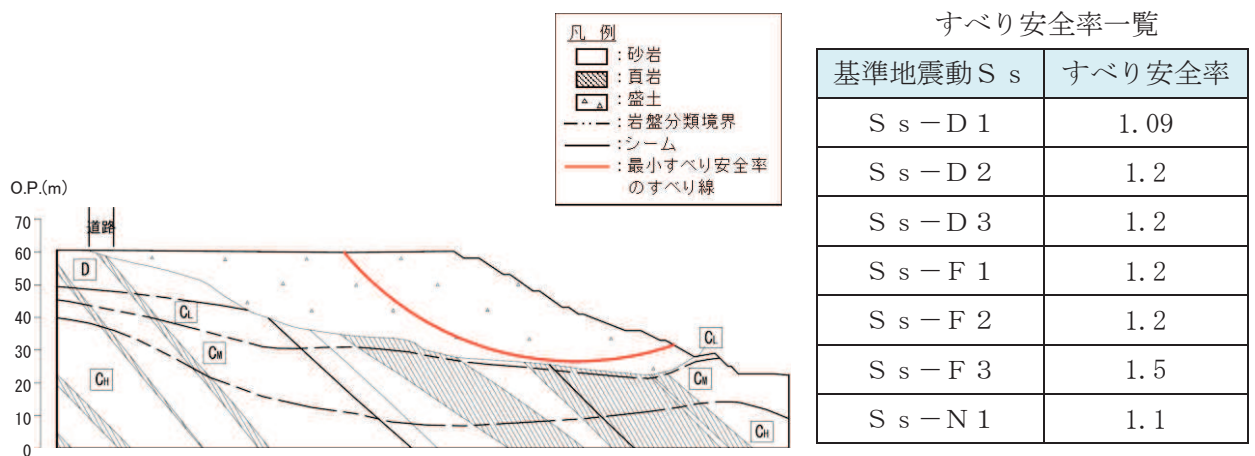 凡 例
：砂岩
：頁岩
：盛土
：岩盤分類境界
：シーム
：最小すべり安全率
のすべり線
O.P.(m)
70
60
50
40
30
20
10
0
道路
D
CL
CM
CH
CL
CM
CH
すべり安全率一覧
基準地震動Ｓｓ すべり安全率
Ｓｓ－Ｄ１ 1.09
Ｓｓ－Ｄ２ 1.2
Ｓｓ－Ｄ３ 1.2
Ｓｓ－Ｆ１ 1.2
Ｓｓ－Ｆ２ 1.2
Ｓｓ－Ｆ３ 1.5
Ｓｓ－Ｎ１ 1.1